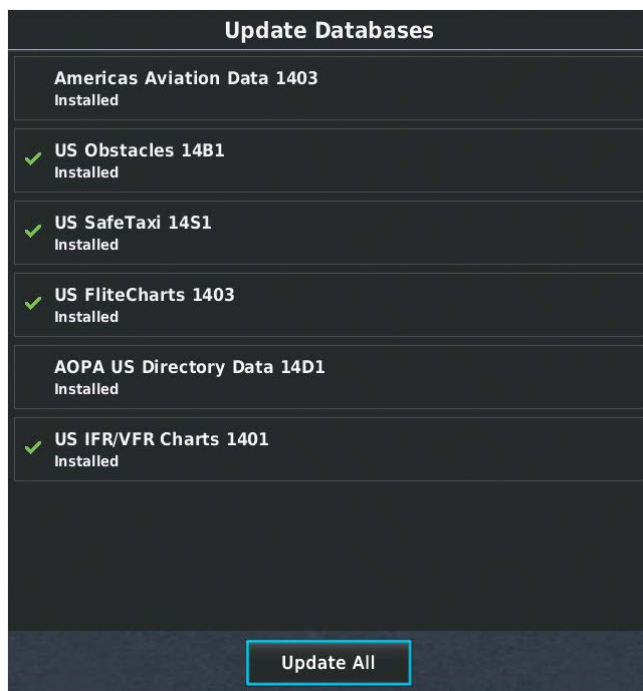 Update Databases
Americas Aviation Data 1403
Installed
US Obstacles 14B1
Installed
US SafeTaxi 14S1
Installed
US FliteCharts 1403
Installed
AOPA US Directory Data 14D1
Installed
US IFR/VFR Charts 1401
Installed
Update All